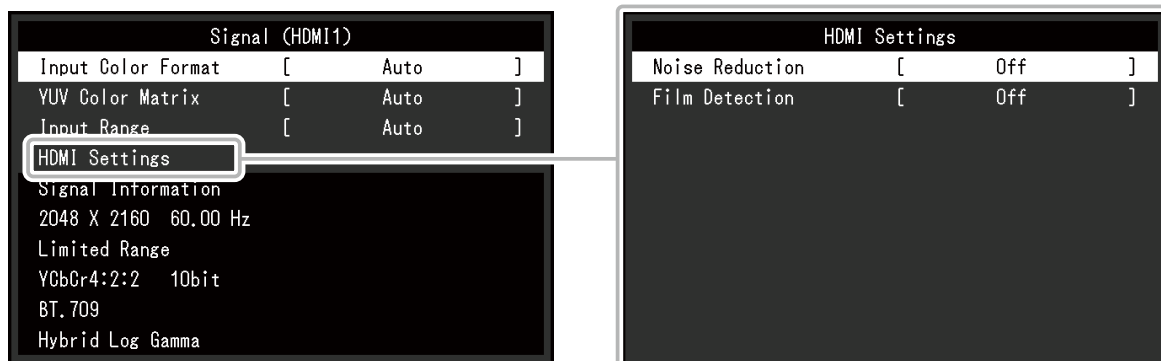 Signal (HDMI1)
Input Color Format [ Auto ]
YUV Color Matrix [ Auto ]
Input Range [ Auto ]
HDMI Settings
Signal Information
2048 X 2160 60.00 Hz
Limited Range
YCbCr4:2:2 10bit
BT.709
Hybrid Log Gamma
HDMI Settings
Noise Reduction [ Off ]
Film Detection [ Off ]